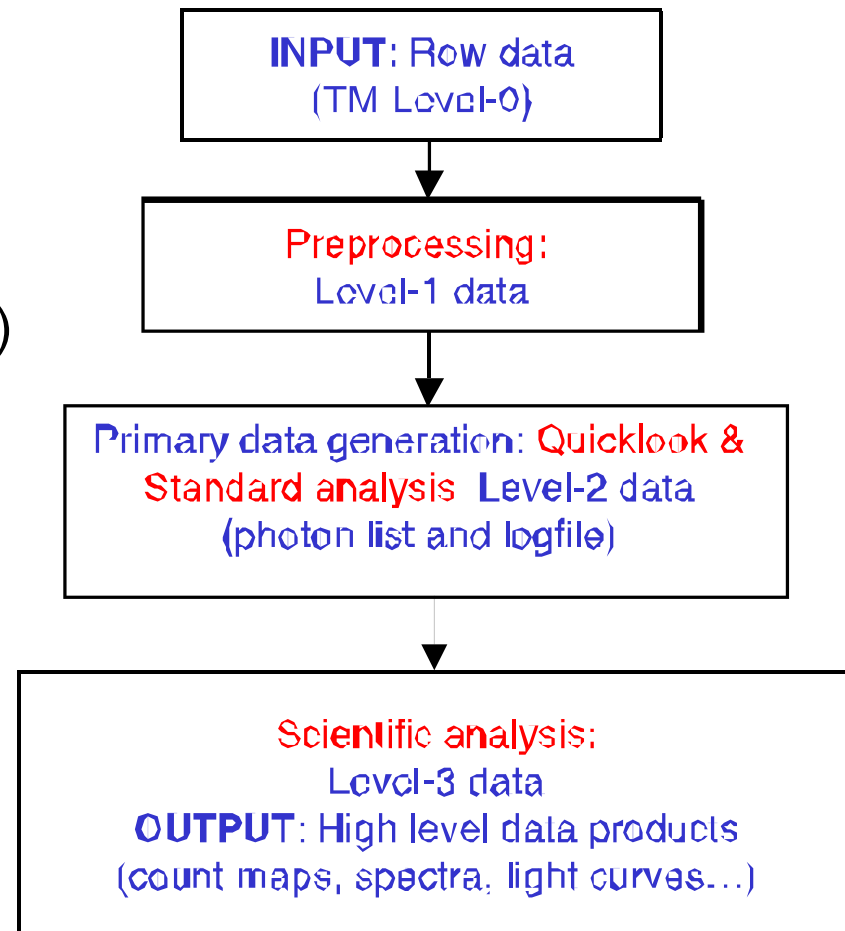 INPUT: Row data
(TM Level-0)
Preprocessing:
Level-1 data
)
Primary data generation: Quicklook &
Standard analysis Level-2 data
(photon list and logfile)
Scientific analysis:
Level-3 data
OUTPUT: High level data products
(count maps, spectra, light curves...)